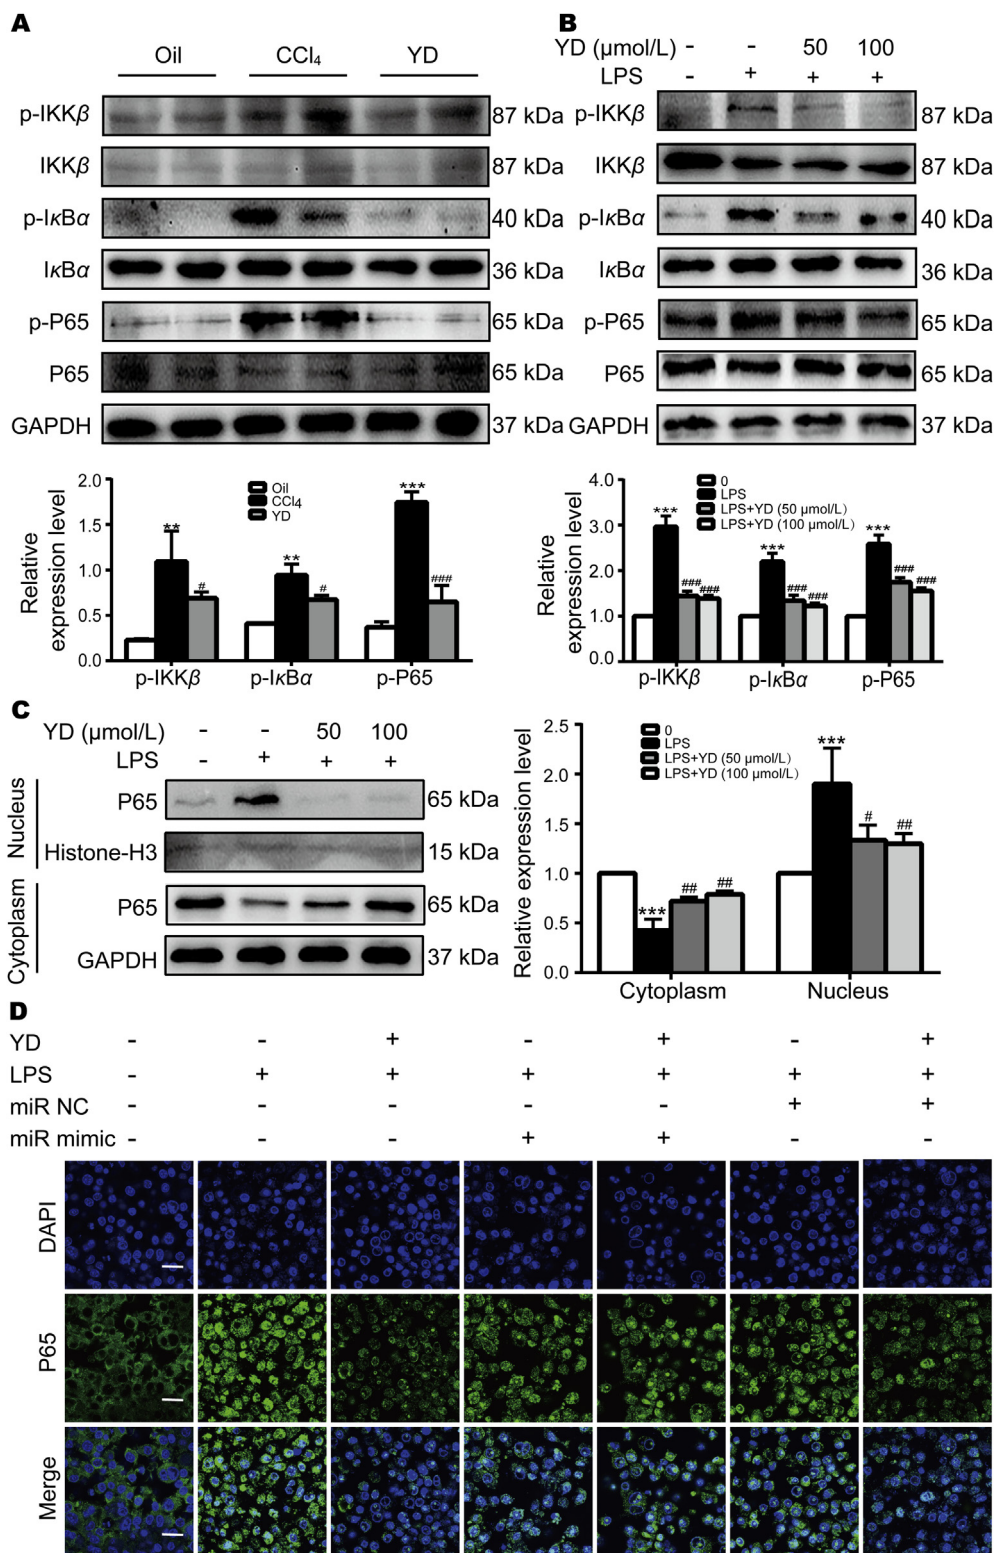 A
Oil CCl₄ YD
p-IKKβ 87 kDa
IKKβ 87 kDa
p-IκBα 40 kDa
IκBα 36 kDa
p-P65 65 kDa
P65 65 kDa
GAPDH 37 kDa
Relative expression level
2.0
1.5
1.0
0.5
0.0
Oil
CCl₄
YD
** # ** # *** ###
p-IKKβ p-IκBα p-P65
B
YD (μmol/L) - - 50 100
LPS - + + +
p-IKKβ 87 kDa
IKKβ 87 kDa
p-IκBα 40 kDa
IκBα 36 kDa
p-P65 65 kDa
P65 65 kDa
GAPDH 37 kDa
Relative expression level
4.0
3.0
2.0
1.0
0.0
0
LPS
LPS+YD (50 μmol/L)
LPS+YD (100 μmol/L)
*** ### ### *** ### ### *** ### ###
p-IKKβ p-IκBα p-P65
C
YD (μmol/L) - - 50 100
LPS - + + +
Nucleus
P65 65 kDa
Histone-H3 15 kDa
Cytoplasm
P65 65 kDa
GAPDH 37 kDa
Relative expression level
2.5
2.0
1.5
1.0
0.5
0.0
0
LPS
LPS+YD (50 μmol/L)
LPS+YD (100 μmol/L)
*** ## ## *** # ##
Cytoplasm Nucleus
D
YD - - + - + - +
LPS - + + + + + +
miR NC - - - - - + +
miR mimic - - - + + - -
DAPI
P65
Merge